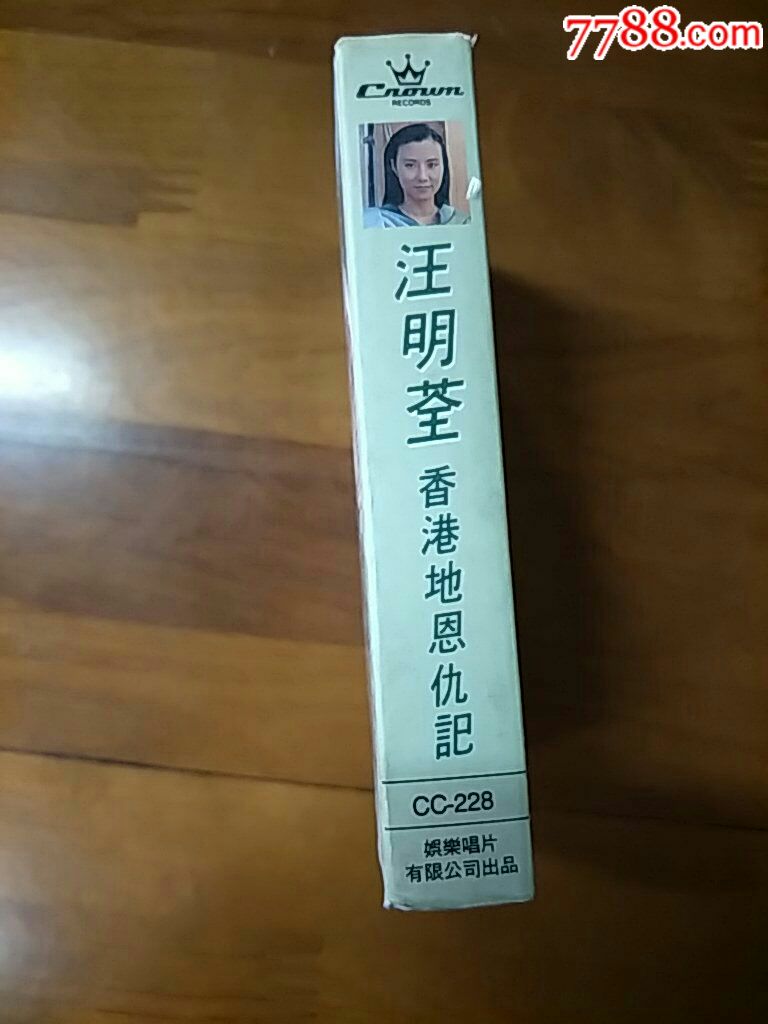 7788.com
Crown
RECORDS
汪明荃
香港地恩仇記
CC-228
娛樂唱片
有限公司出品